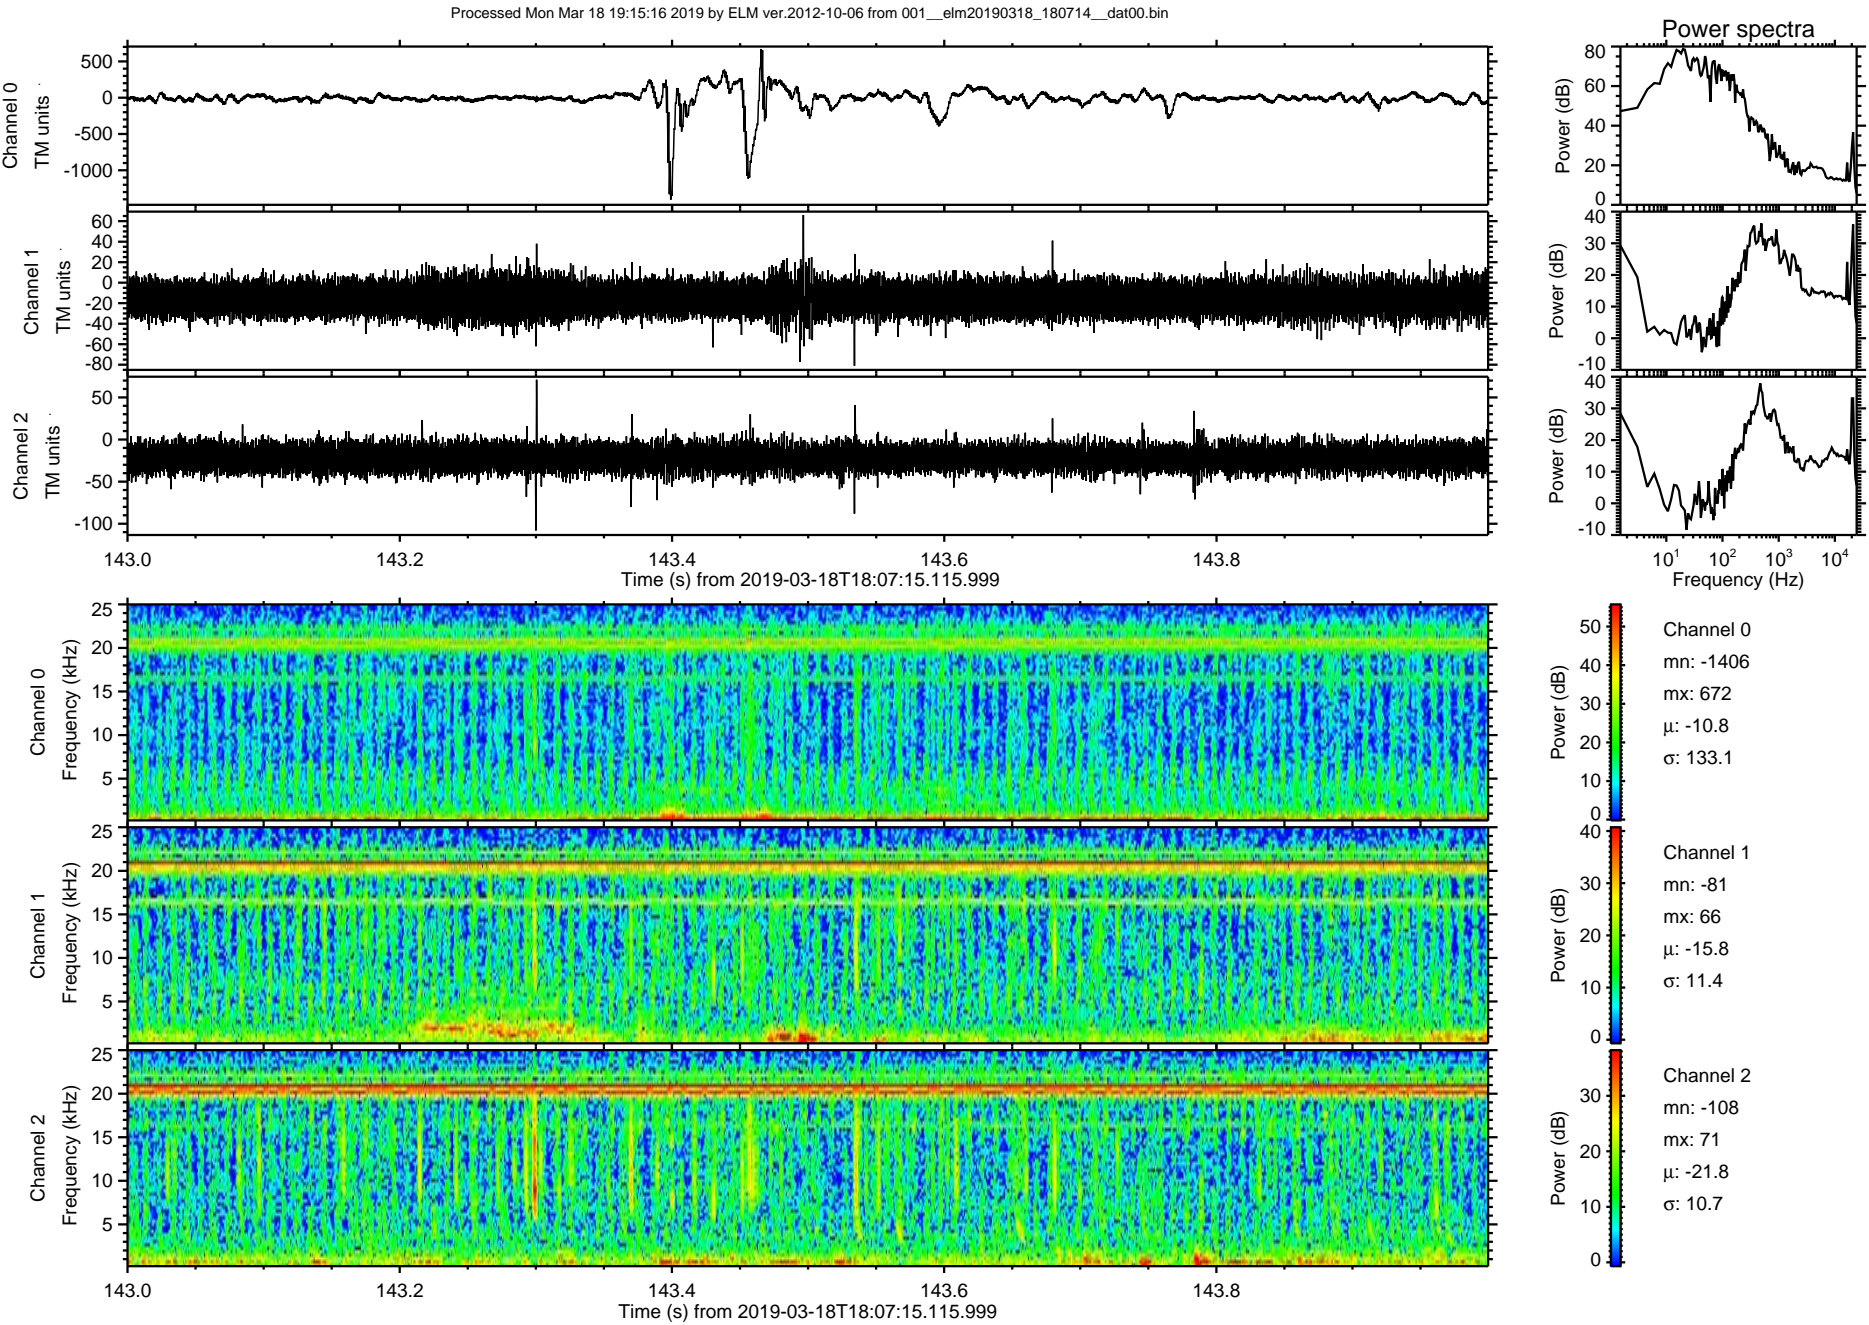 Processed Mon Mar 18 19:15:16 2019 by ELM ver.2012-10-06 from 001__elm20190318_180714__dat00.bin
Power spectra
Channel 0
TM units
500
0
-500
-1000
Power (dB)
80
60
40
20
0
Channel 1
TM units
60
40
20
0
-20
-40
-60
-80
Power (dB)
40
30
20
10
0
-10
Channel 2
TM units
50
0
-50
-100
Power (dB)
40
30
20
10
0
-10
143.0 143.2 143.4 143.6 143.8
Time (s) from 2019-03-18T18:07:15.115.999
10^1 10^2 10^3 10^4
Frequency (Hz)
Channel 0
Frequency (kHz)
25
20
15
10
5
Power (dB)
50
40
30
20
10
0
Channel 0
mn: -1406
mx: 672
μ: -10.8
σ: 133.1
Channel 1
Frequency (kHz)
25
20
15
10
5
Power (dB)
40
30
20
10
0
Channel 1
mn: -81
mx: 66
μ: -15.8
σ: 11.4
Channel 2
Frequency (kHz)
25
20
15
10
5
Power (dB)
30
20
10
0
Channel 2
mn: -108
mx: 71
μ: -21.8
σ: 10.7
143.0 143.2 143.4 143.6 143.8
Time (s) from 2019-03-18T18:07:15.115.999